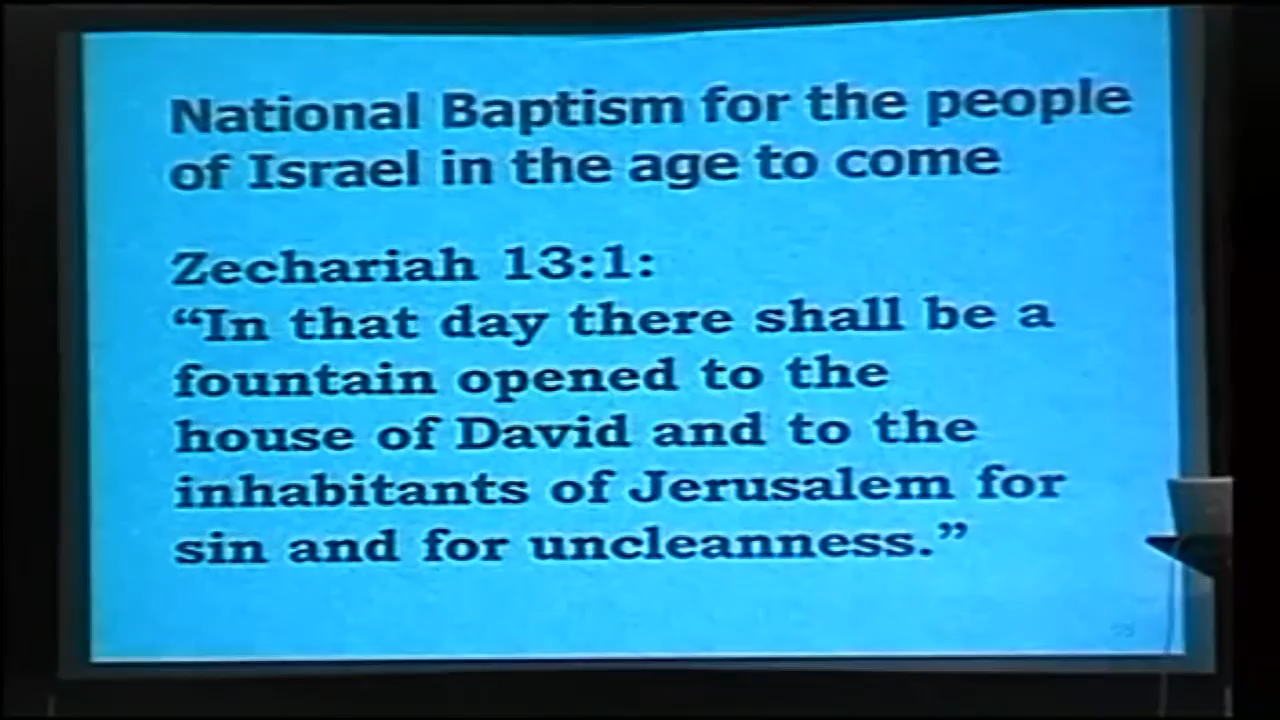 National Baptism for the people
of Israel in the age to come
Zechariah 13:1:
“In that day there shall be a
fountain opened to the
house of David and to the
inhabitants of Jerusalem for
sin and for uncleanness.”